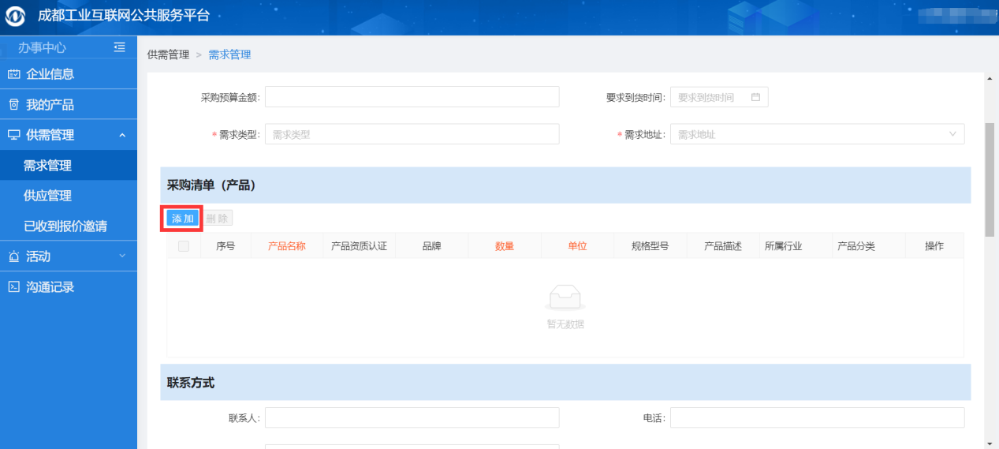 成都工业互联网公共服务平台
办事中心
企业信息
我的产品
供需管理
需求管理
供应管理
已收到报价邀请
活动
沟通记录
供需管理 > 需求管理
采购预算金额:
要求到货时间: 要求到货时间
* 需求类型: 需求类型
* 需求地址: 需求地址
采购清单（产品）
添加 删除
序号 产品名称 产品资质认证 品牌 数量 单位 规格型号 产品描述 所属行业 产品分类 操作
暂无数据
联系方式
联系人:
电话: